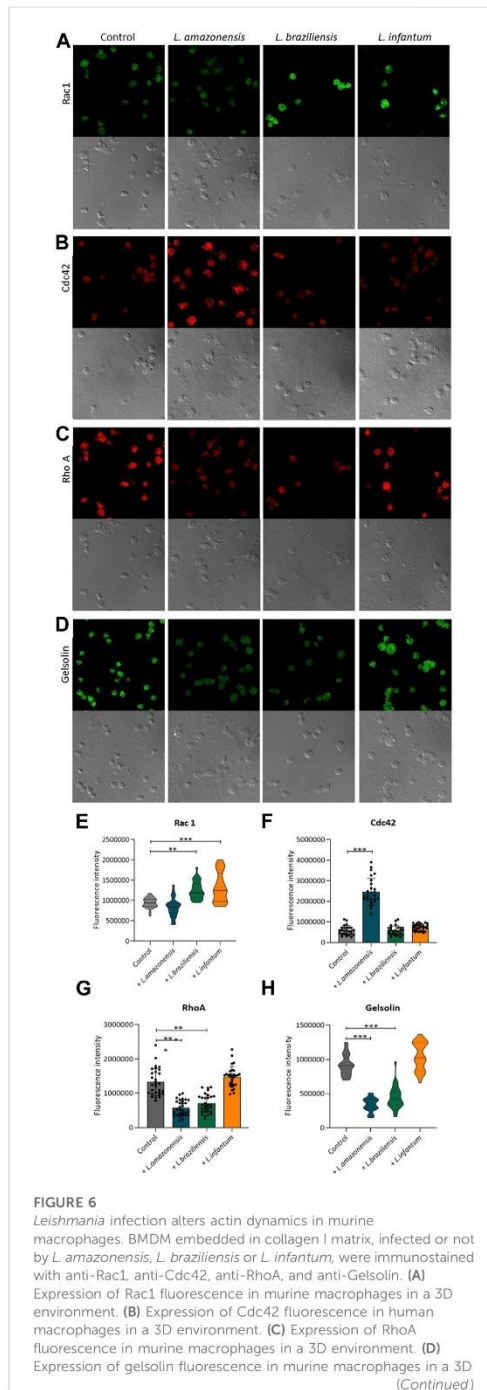 Control L. amazonensis L. braziliensis L. infantum
A
Rac1
B
Cdc42
C
Rho A
D
Gelsolin
E
Rac 1
Fluorescence intensity
2500000
2000000
1500000
1000000
500000
0
***
**
Control
+ L.amazonensis
+ L.braziliensis
+ L.infantum
F
Cdc42
Fluorescence intensity
5000000
4000000
3000000
2000000
1000000
0
***
Control
+ L.amazonensis
+ L.braziliensis
+ L.infantum
G
RhoA
Fluorescence intensity
3000000
2000000
1000000
0
**
Control
+ L.amazonensis
+ L.braziliensis
+ L.infantum
H
Gelsolin
Fluorescence intensity
1500000
1000000
500000
0
***
***
Control
+ L.amazonensis
+ L.braziliensis
+ L.infantum
FIGURE 6
Leishmania infection alters actin dynamics in murine
macrophages. BMDM embedded in collagen I matrix, infected or not
by L. amazonensis, L. braziliensis or L. infantum, were immunostained
with anti-Rac1, anti-Cdc42, anti-RhoA, and anti-Gelsolin. (A)
Expression of Rac1 fluorescence in murine macrophages in a 3D
environment. (B) Expression of Cdc42 fluorescence in human
macrophages in a 3D environment. (C) Expression of RhoA
fluorescence in murine macrophages in a 3D environment. (D)
Expression of gelsolin fluorescence in murine macrophages in a 3D
(Continued)